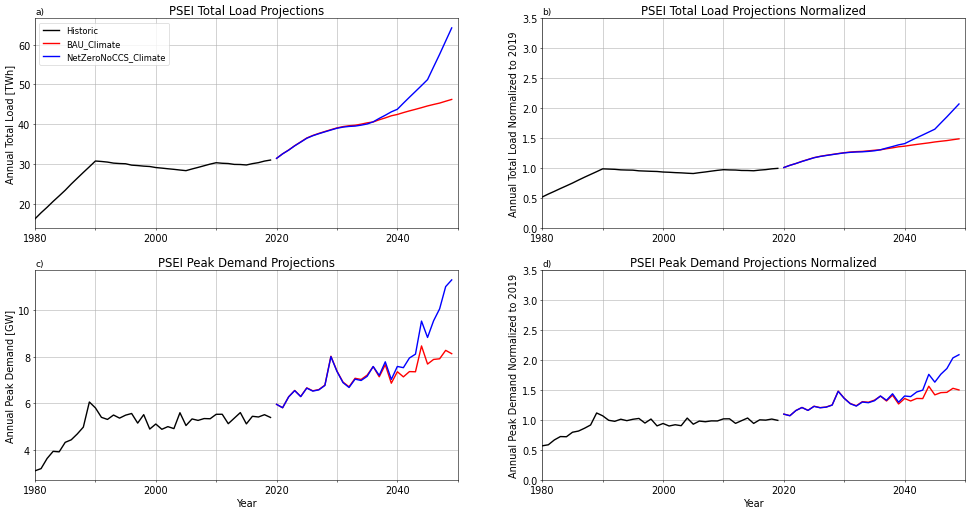 a)
PSEI Total Load Projections
Historic
BAU_Climate
NetZeroNoCCS_Climate
Annual Total Load [TWh]
60
50
40
30
20
1980
2000
2020
2040
b)
PSEI Total Load Projections Normalized
Annual Total Load Normalized to 2019
3.5
3.0
2.5
2.0
1.5
1.0
0.5
0.0
1980
2000
2020
2040
c)
PSEI Peak Demand Projections
Annual Peak Demand [GW]
10
8
6
4
1980
2000
2020
2040
Year
d)
PSEI Peak Demand Projections Normalized
Annual Peak Demand Normalized to 2019
3.5
3.0
2.5
2.0
1.5
1.0
0.5
0.0
1980
2000
2020
2040
Year